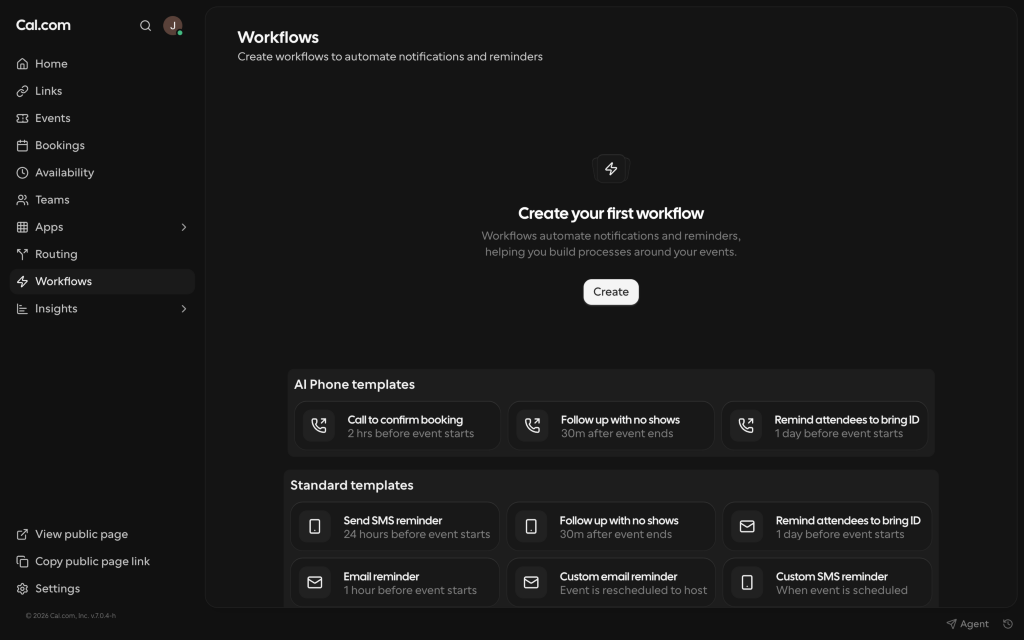 Cal.com
J
Home
Links
Events
Bookings
Availability
Teams
Apps
Routing
Workflows
Insights
View public page
Copy public page link
Settings
© 2026 Cal.com, Inc. v.7.0.4-h
Workflows
Create workflows to automate notifications and reminders
Create your first workflow
Workflows automate notifications and reminders,
helping you build processes around your events.
Create
AI Phone templates
Call to confirm booking
2 hrs before event starts
Follow up with no shows
30m after event ends
Remind attendees to bring ID
1 day before event starts
Standard templates
Send SMS reminder
24 hours before event starts
Follow up with no shows
30m after event ends
Remind attendees to bring ID
1 day before event starts
Email reminder
1 hour before event starts
Custom email reminder
Event is rescheduled to host
Custom SMS reminder
When event is scheduled
Agent